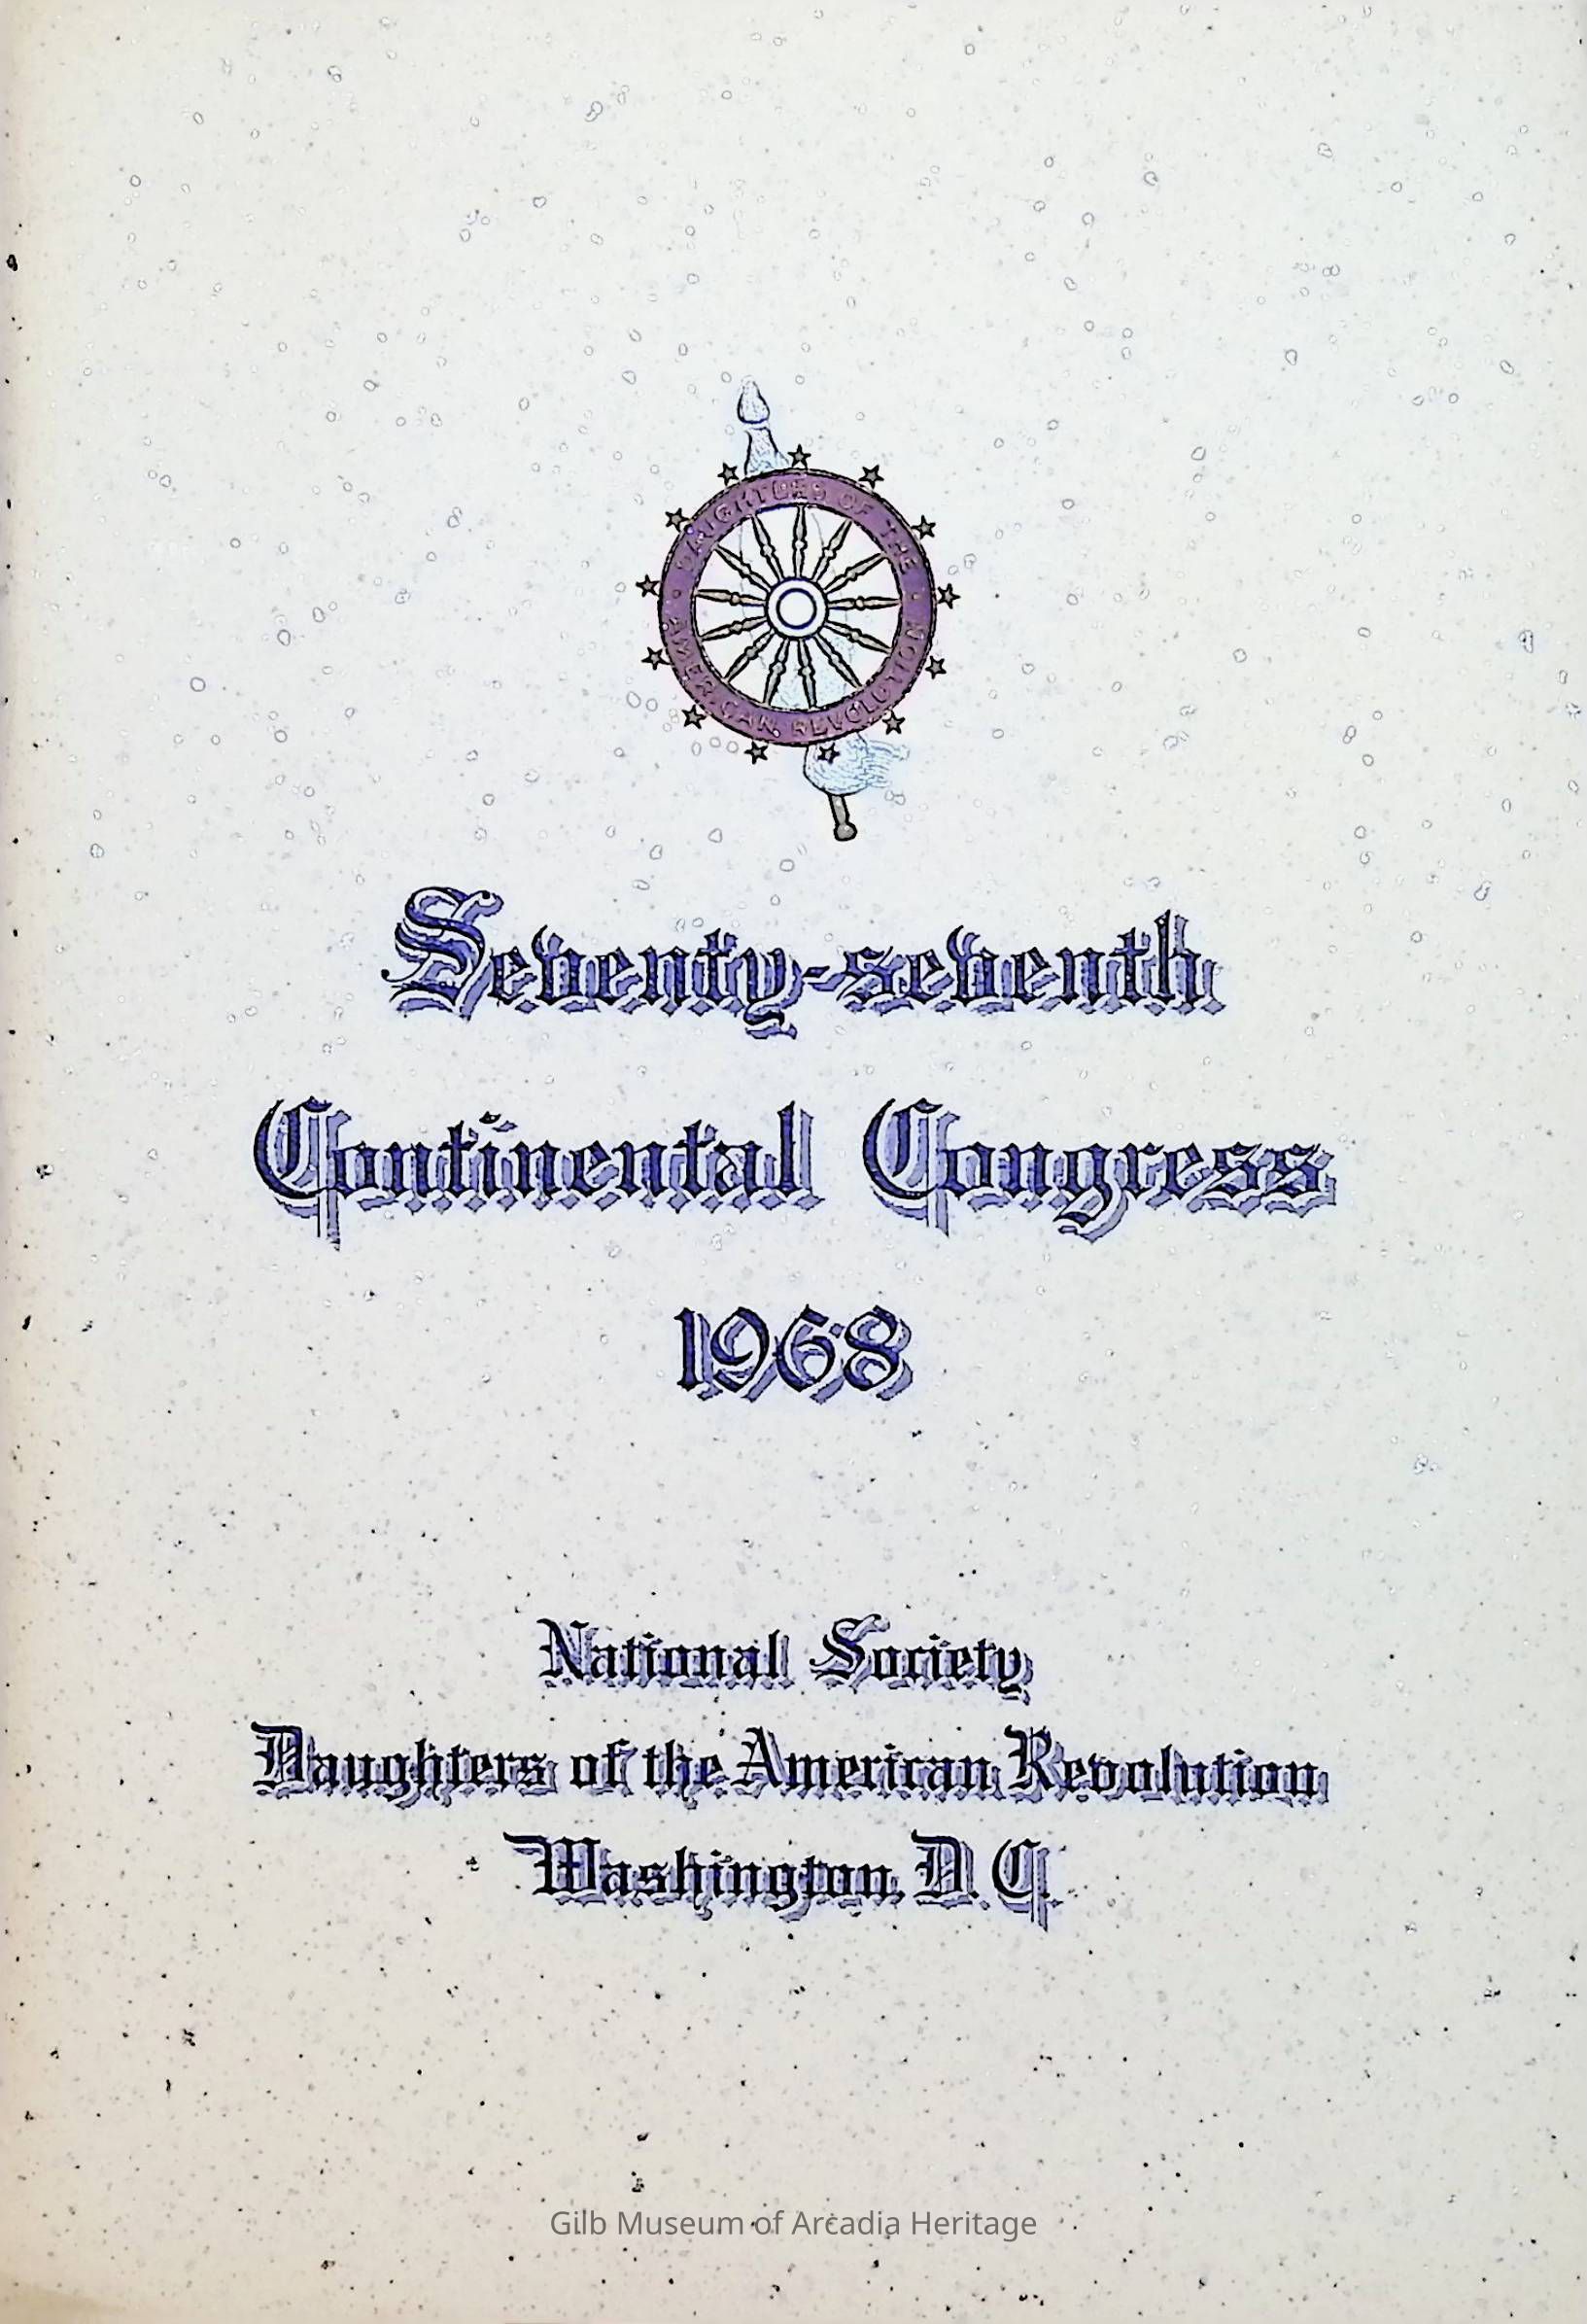 DAUGHTERS OF THE
AMERICAN REVOLUTION
Seventy-seventh
Continental Congress
1968
National Society
Daughters of the American Revolution
Washington, D. C.
Gilb Museum of Arcadia Heritage